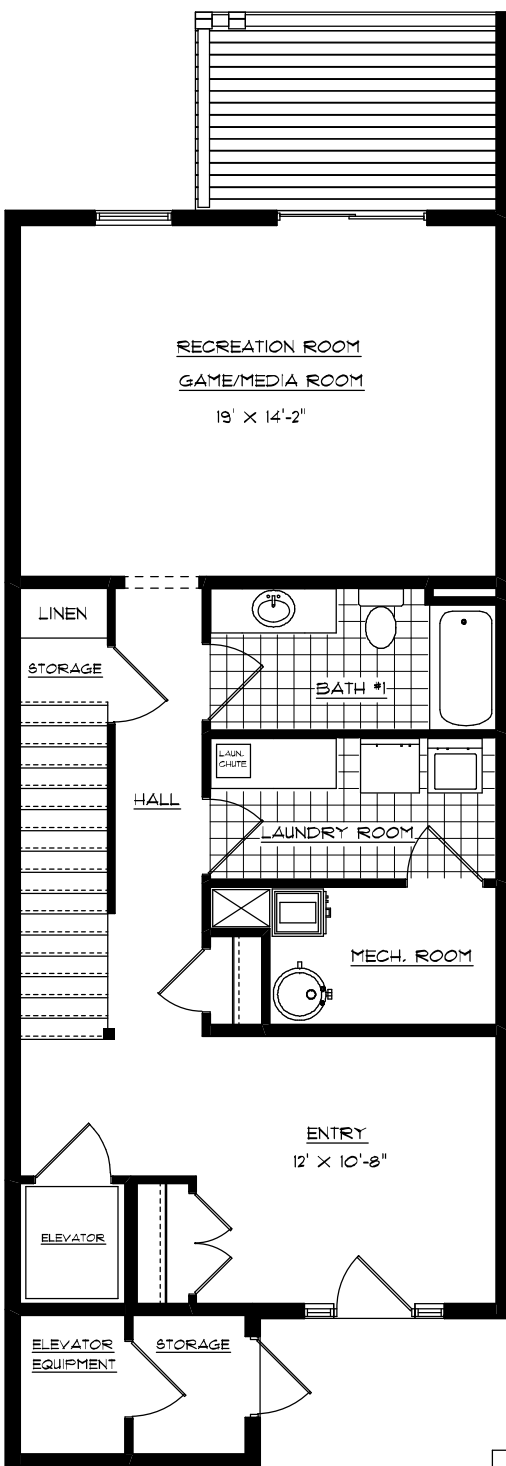 RECREATION ROOM
GAME/MEDIA ROOM
19' X 14'-2"
LINEN
STORAGE
BATH #1
LAUN.
CHUTE
HALL
LAUNDRY ROOM
MECH. ROOM
ENTRY
12' X 10'-8"
ELEVATOR
ELEVATOR
EQUIPMENT
STORAGE